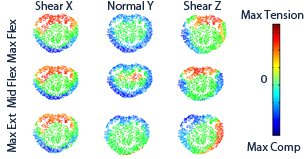 Shear X Normal Y Shear Z
Max Tension
Max Flex
Mid Flex
0
Max Ext
Max Comp